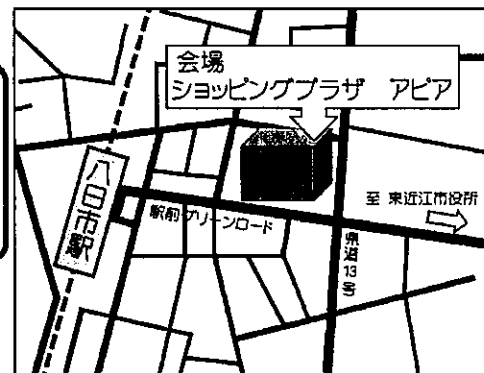 会場
ショッピングプラザ　アピア
八日市駅
駅前グリーンロード
至 東近江市役所
県道13号